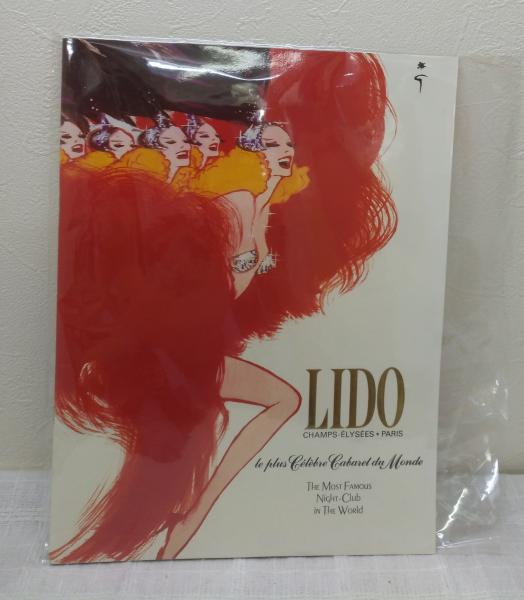 LIDO
CHAMPS-ÉLYSÉES • PARIS
le plus Célèbre Cabaret du Monde
The Most Famous
Night-Club
in The World